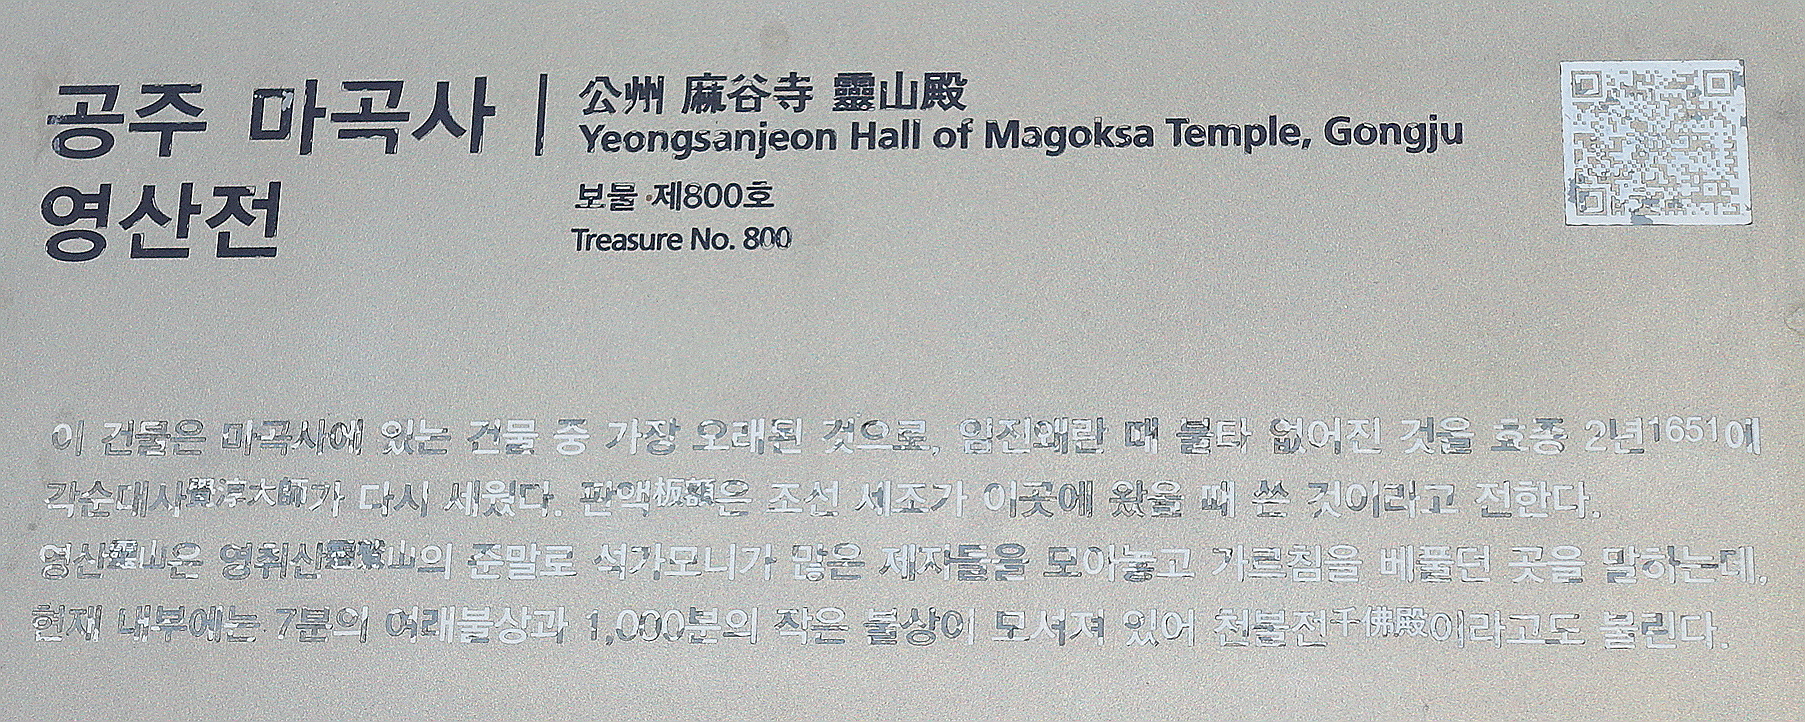 공주 마곡사
영산전
公州 麻谷寺 靈山殿
Yeongsanjeon Hall of Magoksa Temple, Gongju
보물 제800호
Treasure No. 800
이 건물은 마곡사에 있는 건물 중 가장 오래된 것으로, 임진왜란 때 불타 없어진 것을 효종 2년1651에
각순대사覺淳大師가 다시 세웠다. 판액板額은 조선 세조가 이곳에 왔을 때 쓴 것이라고 전한다.
영산靈山은 영취산靈鷲山의 준말로 석가모니가 많은 제자들을 모아놓고 가르침을 베풀던 곳을 말하는데,
현재 내부에는 7분의 여래불상과 1,000분의 작은 불상이 모셔져 있어 천불전千佛殿이라고도 불린다.